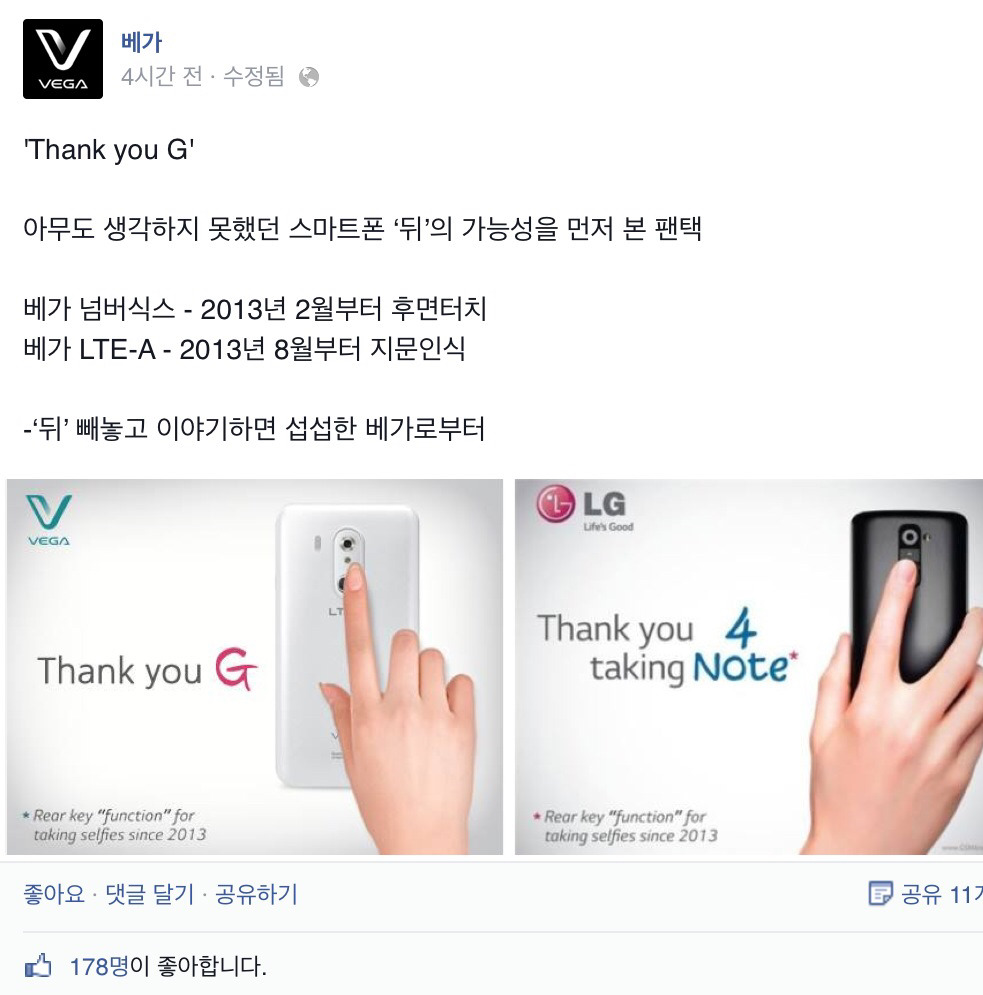 VEGA
베가
4시간 전 · 수정됨
'Thank you G'
아무도 생각하지 못했던 스마트폰 ‘뒤’의 가능성을 먼저 본 팬택
베가 넘버식스 - 2013년 2월부터 후면터치
베가 LTE-A - 2013년 8월부터 지문인식
-‘뒤’ 빼놓고 이야기하면 섭섭한 베가로부터
VEGA
LT
Thank you G
* Rear key “function” for
taking selfies since 2013
LG
Life's Good
Thank you 4
taking Note*
* Rear key “function” for
taking selfies since 2013
좋아요 · 댓글 달기 · 공유하기
공유 11
178명이 좋아합니다.